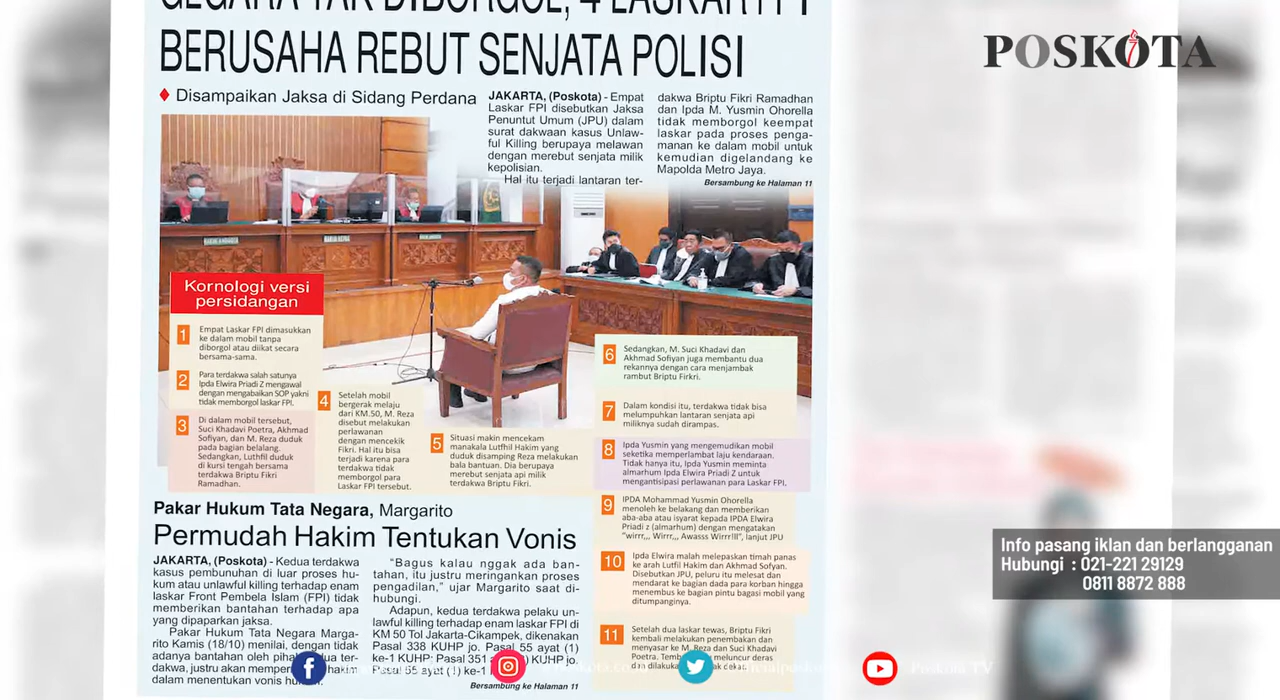 BERUSAHA REBUT SENJATA POLISI
POSKOTA
Disampaikan Jaksa di Sidang Perdana
JAKARTA, (Poskota) - Empat
Laskar FPI disebutkan Jaksa
Penuntut Umum (JPU) dalam
surat dakwaan kasus Unlaw-
ful Killing berupaya melawan
dengan merebut senjata milik
kepolisian.
Hal itu terjadi lantaran ter-
dakwa Briptu Fikri Ramadhan
dan Ipda M. Yusmin Ohorella
tidak memborgol keempat
laskar pada proses penga-
manan ke dalam mobil untuk
kemudian digelandang ke
Mapolda Metro Jaya.
Bersambung ke Halaman 11
Kornologi versi
persidangan
1
Empat Laskar FPI dimasukkan
ke dalam mobil tanpa
diborgol atau diikat secara
bersama-sama.
2
Para terdakwa salah satunya
Ipda Elwira Priadi Z mengawal
dengan mengabaikan SOP yakni
tidak memborgol laskar FPI.
3
Di dalam mobil tersebut,
Suci Khadavi Poetra, Akhmad
Sofiyan, dan M. Reza duduk
pada bagian belalang.
Sedangkan, Luthfil duduk
di kursi tengah bersama
terdakwa Briptu Fikri
Ramadhan.
4
Setelah mobil
bergerak melaju
dari KM.50, M. Reza
disebut melakukan
perlawanan
dengan mencekik
Fikri. Hal itu bisa
terjadi karena para
terdakwa tidak
memborgol para
Laskar FPI tersebut.
5
Situasi makin mencekam
manakala Luthfil Hakim yang
duduk disamping Reza melakukan
bala bantuan. Dia berupaya
merebut senjata api milik
terdakwa Briptu Fikri.
6
Sedangkan, M. Suci Khadavi dan
Akhmad Sofiyan juga membantu dua
rekannya dengan cara menjambak
rambut Briptu Firkri.
7
Dalam kondisi itu, terdakwa tidak bisa
melumpuhkan lantaran senjata api
miliknya sudah dirampas.
8
Ipda Yusmin yang mengemudikan mobil
seketika memperlambat laju kendaraan.
Tidak hanya itu, Ipda Yusmin meminta
almarhum Ipda Elwira Priadi Z untuk
mengantisipasi perlawanan para Laskar FPI.
9
IPDA Mohammad Yusmin Ohorella
menoleh ke belakang dan memberikan
aba-aba atau isyarat kepada IPDA Elwira
Priadi z (almarhum) dengan mengatakan
"wirr,,, Wirr,,, Awasss Wirrr!!!", lanjut JPU
10
Ipda Elwira malah melepaskan timah panas
ke arah Lutfil Hakim dan Akhmad Sofyan.
Disebutkan JPU, peluru itu melesat dan
mendarat ke bagian dada para korban hingga
menembus ke bagian pintu bagasi mobil yang
ditumpanginya.
11
Setelah dua laskar tewas, Briptu Fikri
kembali melakukan penembakan dan
menyasar ke M. Reza dan Suci Khadavi
Poetra. meluncur deras
dilakuka
Pakar Hukum Tata Negara, Margarito
Permudah Hakim Tentukan Vonis
JAKARTA, (Poskota) - Kedua terdakwa
kasus pembunuhan di luar proses hu-
kum atau unlawful killing terhadap enam
laskar Front Pembela Islam (FPI) tidak
memberikan bantahan terhadap apa
yang dipaparkan jaksa.
Pakar Hukum Tata Negara Marga-
rito Kamis (18/10) menilai, dengan tidak
adanya bantahan oleh ter-
dakwa, justru akan hakim
dalam menentukan vonis
"Bagus kalau nggak ada ban-
tahan, itu justru meringankan proses
pengadilan," ujar Margarito saat di-
hubungi.
Adapun, kedua terdakwa pelaku un-
lawful killing terhadap enam laskar FPI di
KM 50 Tol Jakarta-Cikampek, dikenakan
Pasal 338 KUHP jo. Pasal 55 ayat (1)
ke-1 KUHP; Pasal 351 KUHP jo.
Pasal 55 ayat (1) ke-1
Bersambung ke Halaman 11
Info pasang iklan dan berlangganan
Hubungi : 021-221 29129
0811 8872 888